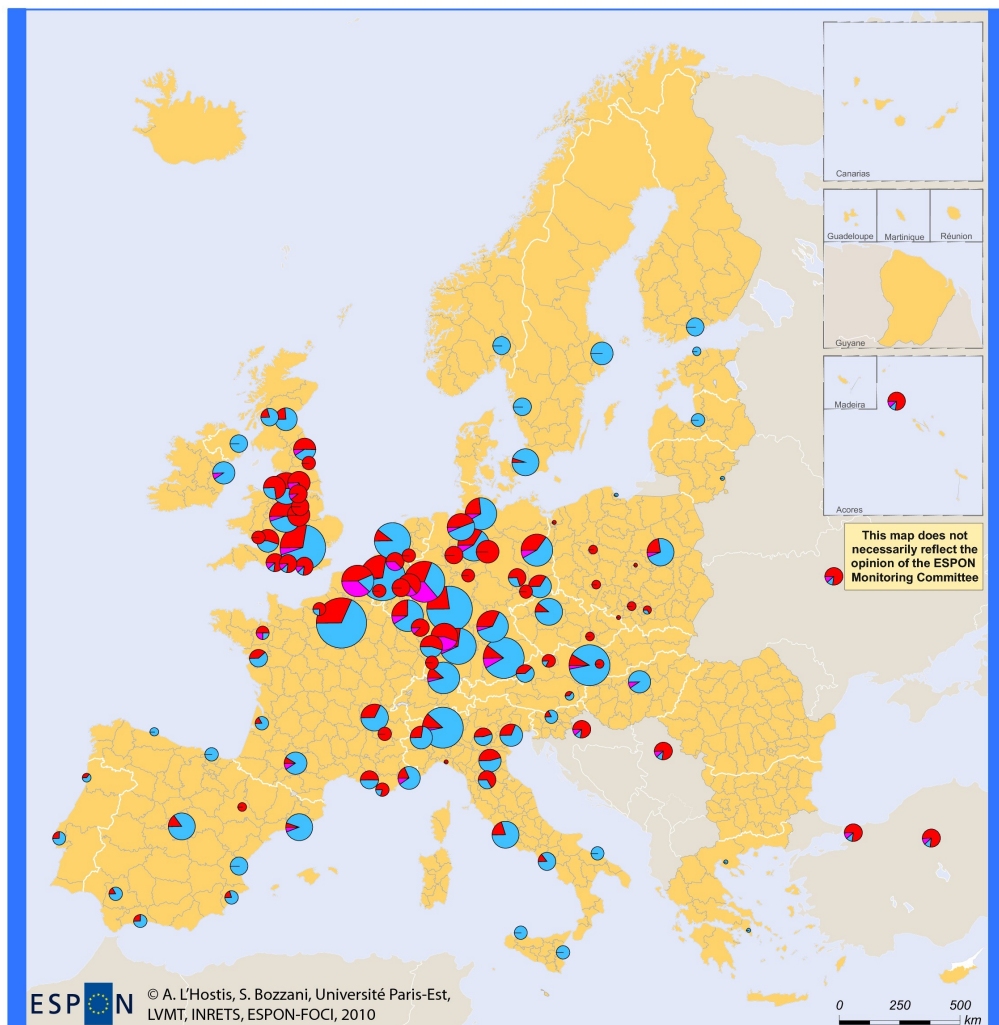 Canarias
Guadeloupe
Martinique
Réunion
Guyane
Madeira
Acores
This map does not
necessarily reflect the
opinion of the ESPON
Monitoring Committee
ESPON
© A. L'Hostis, S. Bozzani, Université Paris-Est,
LVMT, INRETS, ESPON-FOCI, 2010
0 250 500
km